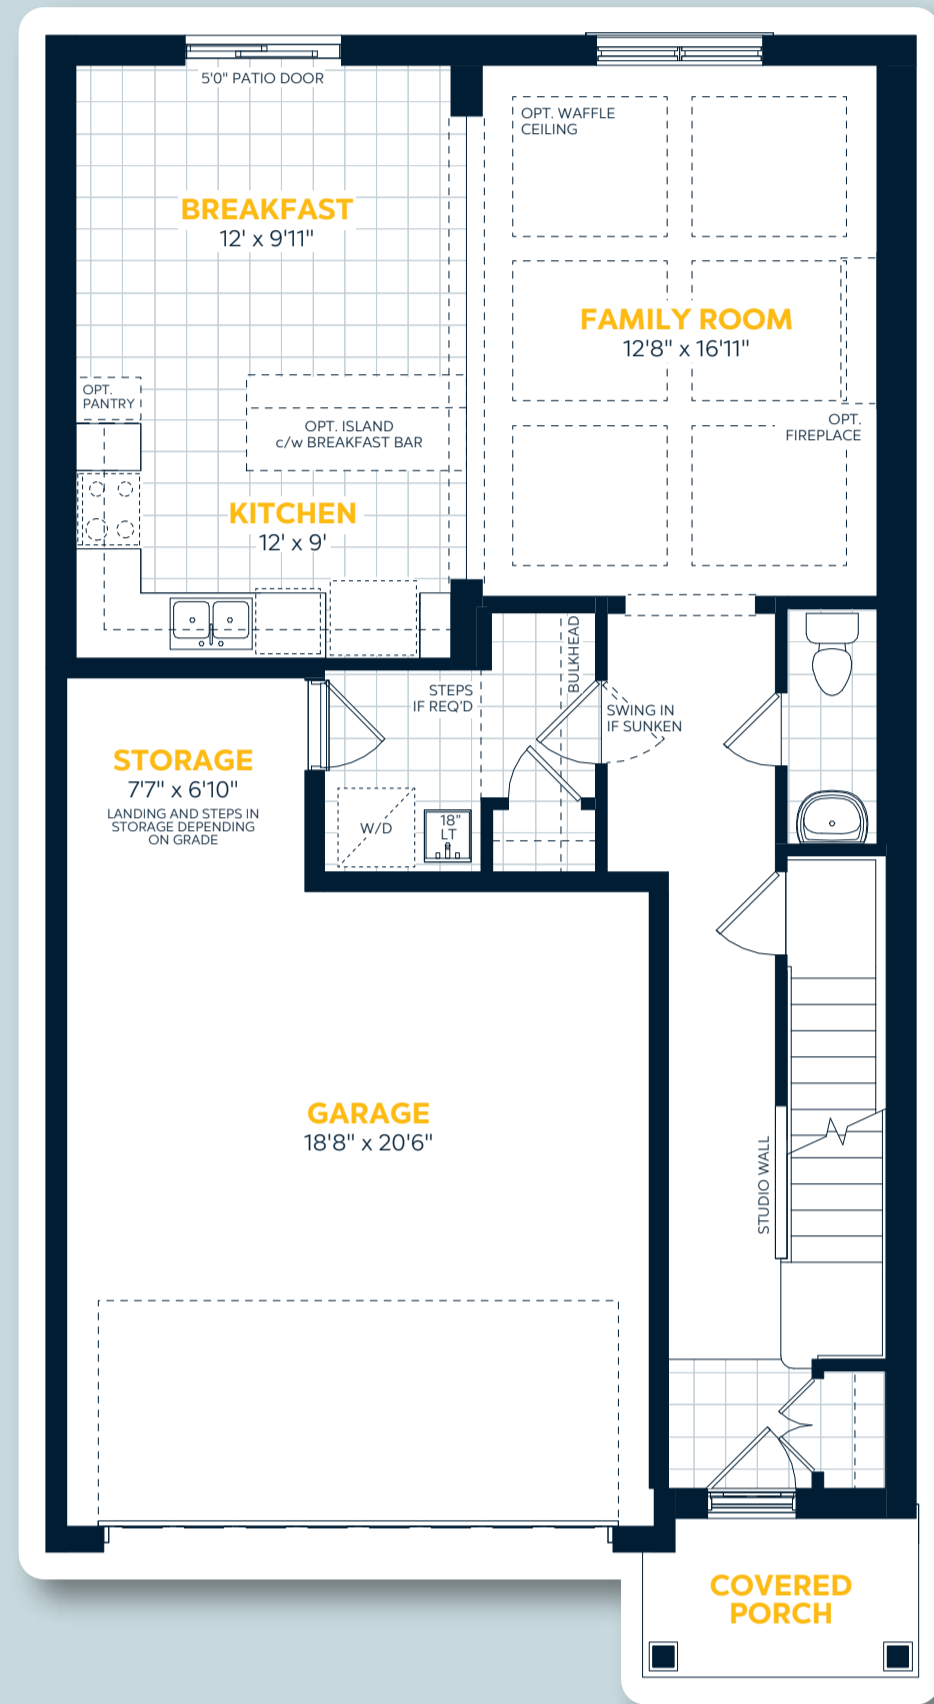 5'0" PATIO DOOR
OPT. WAFFLE
CEILING
BREAKFAST
12' x 9'11"
FAMILY ROOM
12'8" x 16'11"
OPT.
PANTRY
OPT. ISLAND
c/w BREAKFAST BAR
OPT.
FIREPLACE
KITCHEN
12' x 9'
BULKHEAD
STEPS
IF REQ'D
SWING IN
IF SUNKEN
STORAGE
7'7" x 6'10"
LANDING AND STEPS IN
STORAGE DEPENDING
ON GRADE
W/D
18"
LT
GARAGE
18'8" x 20'6"
STUDIO WALL
COVERED
PORCH